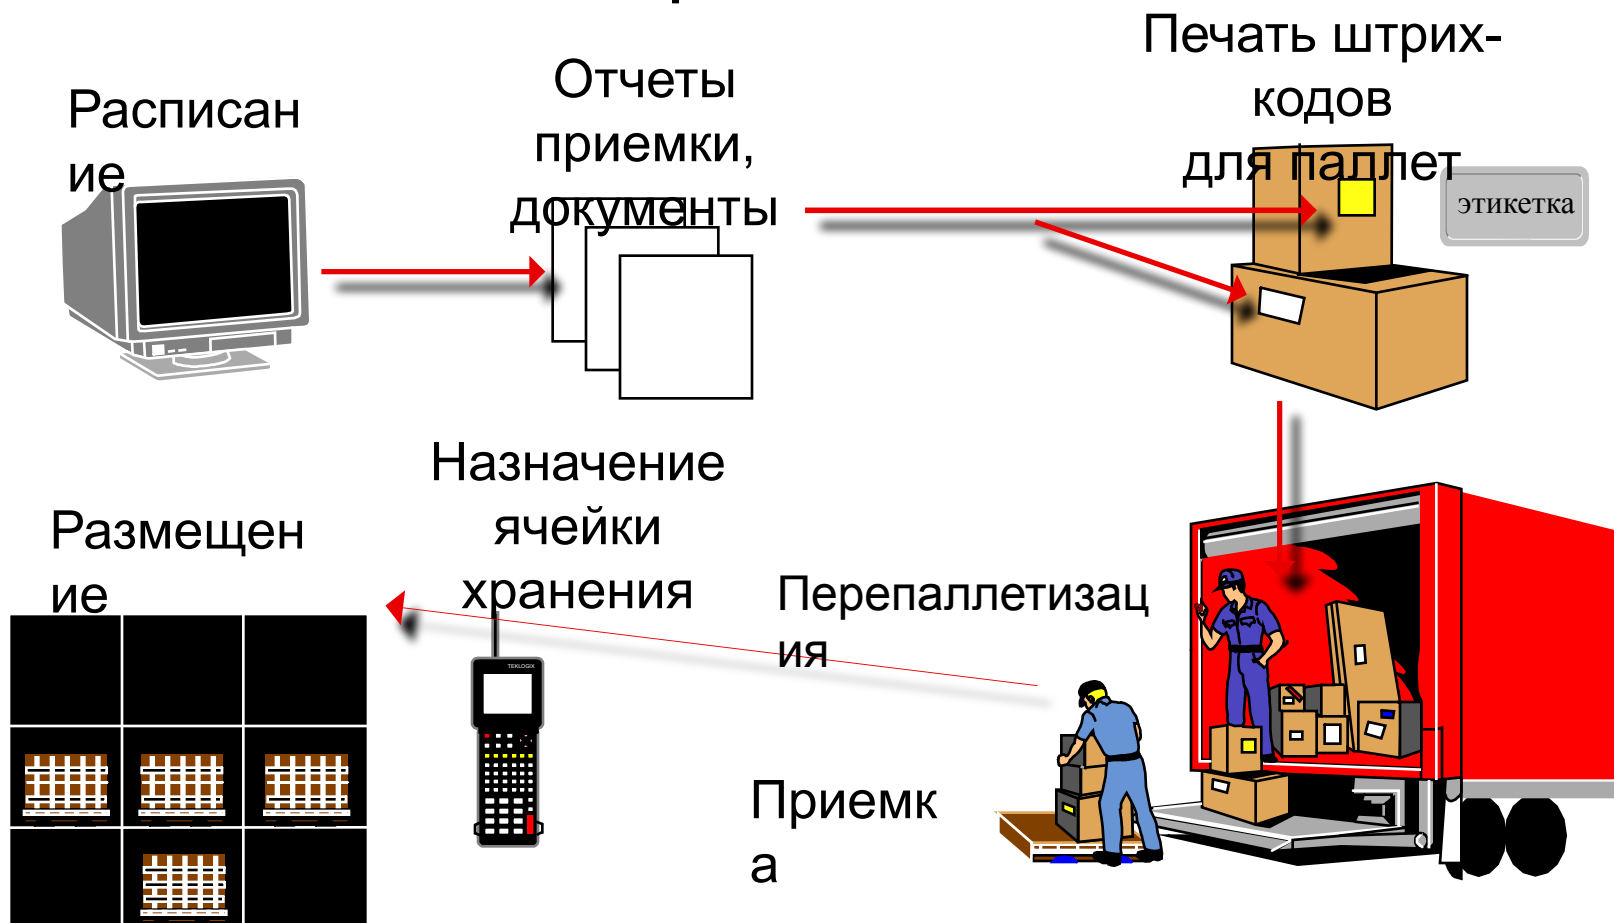 Печать штрих-
кодов
для паллет
Отчеты
приемки,
документы
Расписан
ие
этикетка
Назначение
ячейки
хранения
Размещен
ие
Перепаллетизац
ия
TEKLOGIX
Приемк
а